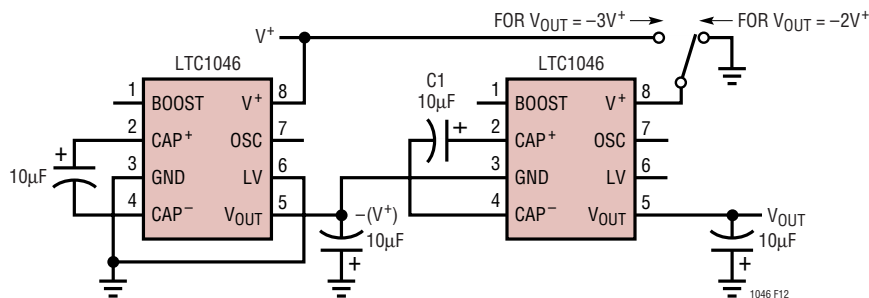 FOR VOUT = –3V+
FOR VOUT = –2V+
V+
LTC1046
1 BOOST V+ 8
2 CAP+ OSC 7
3 GND LV 6
4 CAP– VOUT 5
+
10µF
–(V+)
10µF
+
C1
10µF
+
LTC1046
1 BOOST V+ 8
2 CAP+ OSC 7
3 GND LV 6
4 CAP– VOUT 5
VOUT
10µF
+
1046 F12